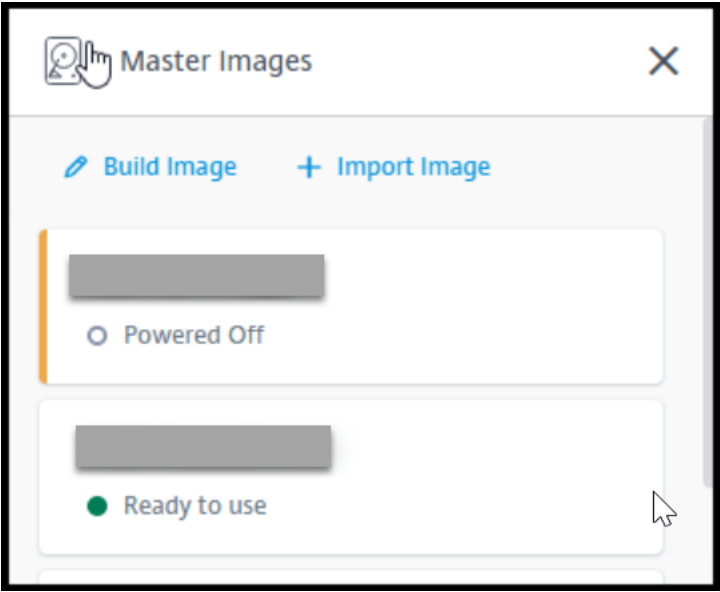 Master Images
Build Image
Import Image
Powered Off
Ready to use